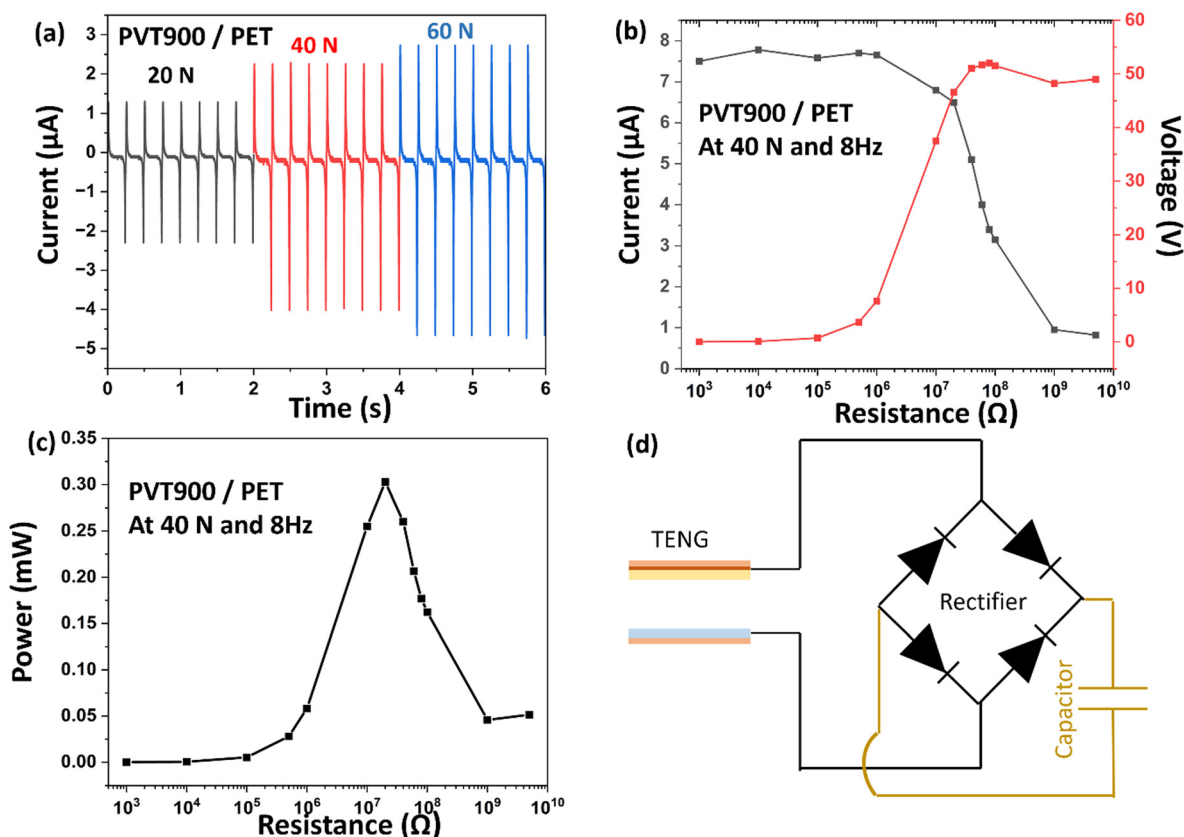 (a)
PVT900 / PET
20 N
40 N
60 N
3
2
1
0
−1
−2
−3
−4
−5
Current (µA)
0 1 2 3 4 5 6
Time (s)
(b)
PVT900 / PET
At 40 N and 8Hz
8
7
6
5
4
3
2
1
0
Current (µA)
60
50
40
30
20
10
0
Voltage (V)
10³ 10⁴ 10⁵ 10⁶ 10⁷ 10⁸ 10⁹ 10¹⁰
Resistance (Ω)
(c)
PVT900 / PET
At 40 N and 8Hz
0.35
0.30
0.25
0.20
0.15
0.10
0.05
0.00
Power (mW)
10³ 10⁴ 10⁵ 10⁶ 10⁷ 10⁸ 10⁹ 10¹⁰
Resistance (Ω)
(d)
TENG
Rectifier
Capacitor